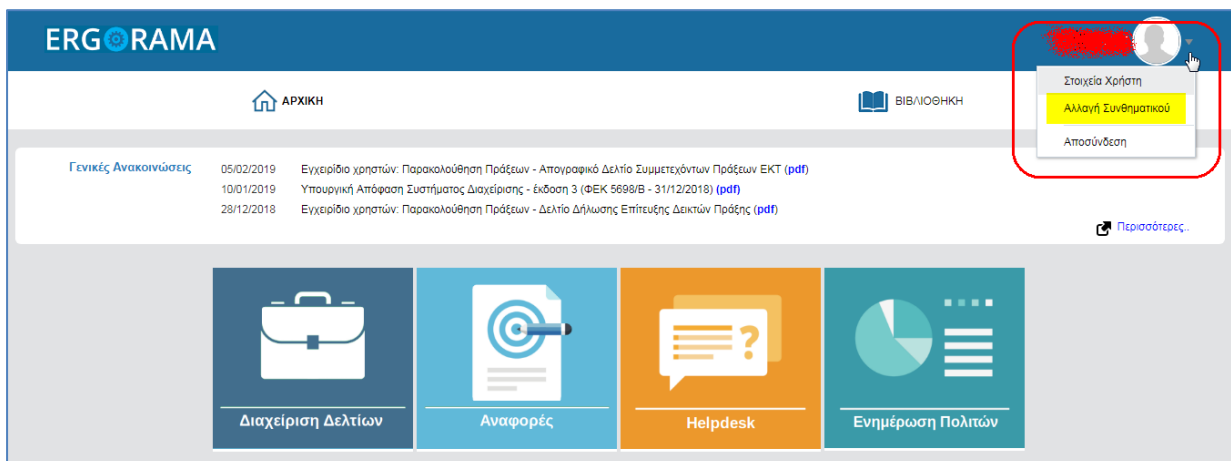 ERGORAMA
Στοιχεία Χρήστη
Αλλαγή Συνθηματικού
Αποσύνδεση
ΑΡΧΙΚΗ
ΒΙΒΛΙΟΘΗΚΗ
Γενικές Ανακοινώσεις
05/02/2019 Εγχειρίδιο χρηστών: Παρακολούθηση Πράξεων - Απογραφικό Δελτίο Συμμετεχόντων Πράξεων ΕΚΤ (pdf)
10/01/2019 Υπουργική Απόφαση Συστήματος Διαχείρισης - έκδοση 3 (ΦΕΚ 5698/Β - 31/12/2018) (pdf)
28/12/2018 Εγχειρίδιο χρηστών: Παρακολούθηση Πράξεων - Δελτίο Δήλωσης Επίτευξης Δεικτών Πράξης (pdf)
Περισσότερες..
Διαχείριση Δελτίων
Αναφορές
?
Helpdesk
Ενημέρωση Πολιτών